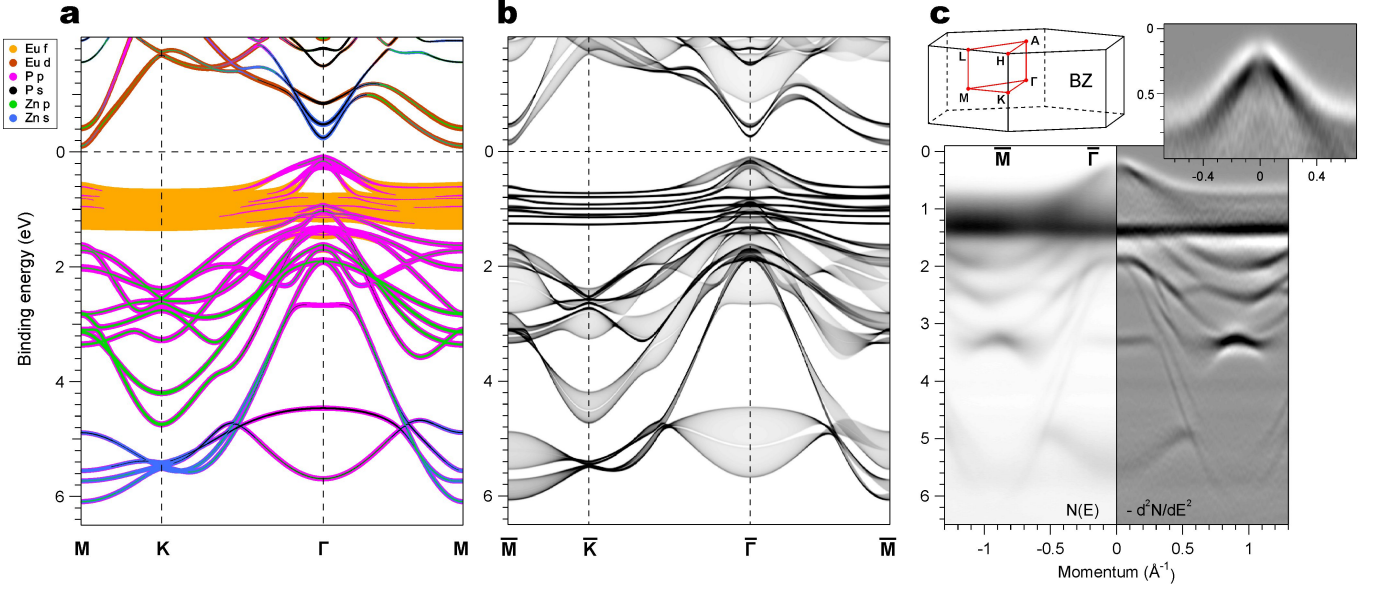 a
b
c
Eu f
Eu d
P p
P s
Zn p
Zn s
Binding energy (eV)
0
2
4
6
M K Γ M
0
2
4
6
M̅ K̅ Γ̅ M̅
A
L
H
Γ
M
K
BZ
0
0.5
-0.4 0 0.4
M̅ Γ̅
0
1
2
3
4
5
6
N(E) - d²N/dE²
-1 -0.5 0 0.5 1
Momentum (Å⁻¹)